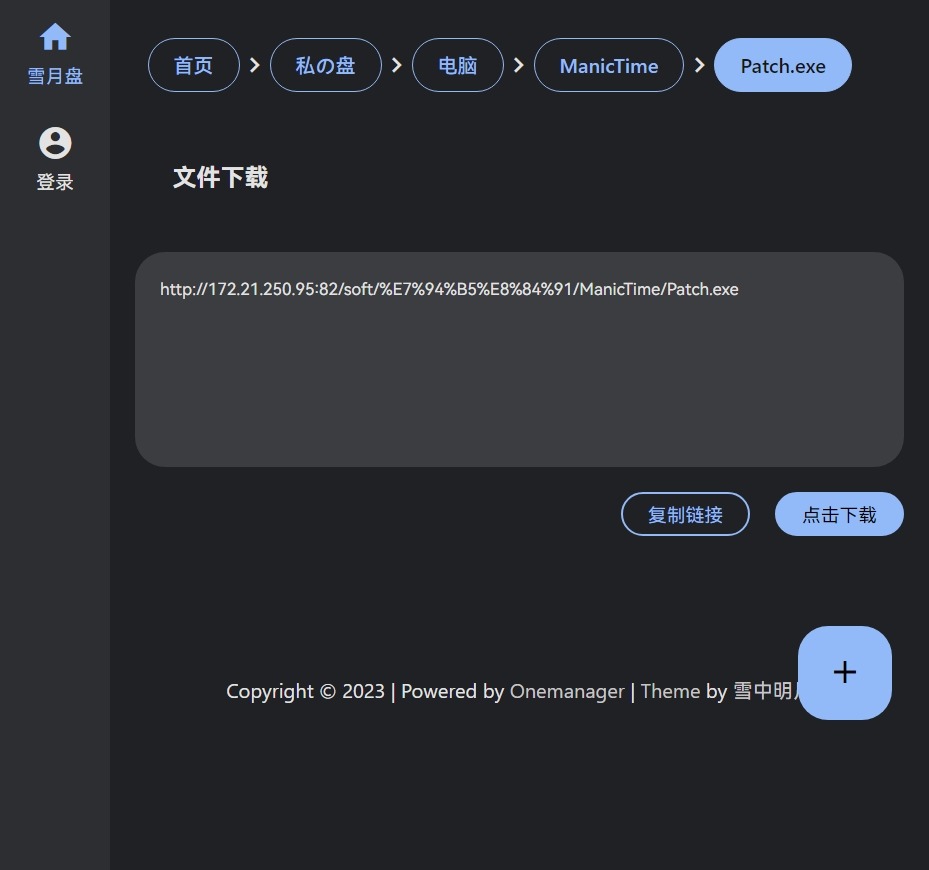 雪月盘
登录
首页 私の盘 电脑 ManicTime Patch.exe
文件下载
http://172.21.250.95:82/soft/%E7%94%B5%E8%84%91/ManicTime/Patch.exe
复制链接 点击下载
Copyright © 2023 | Powered by Onemanager | Theme by 雪中明